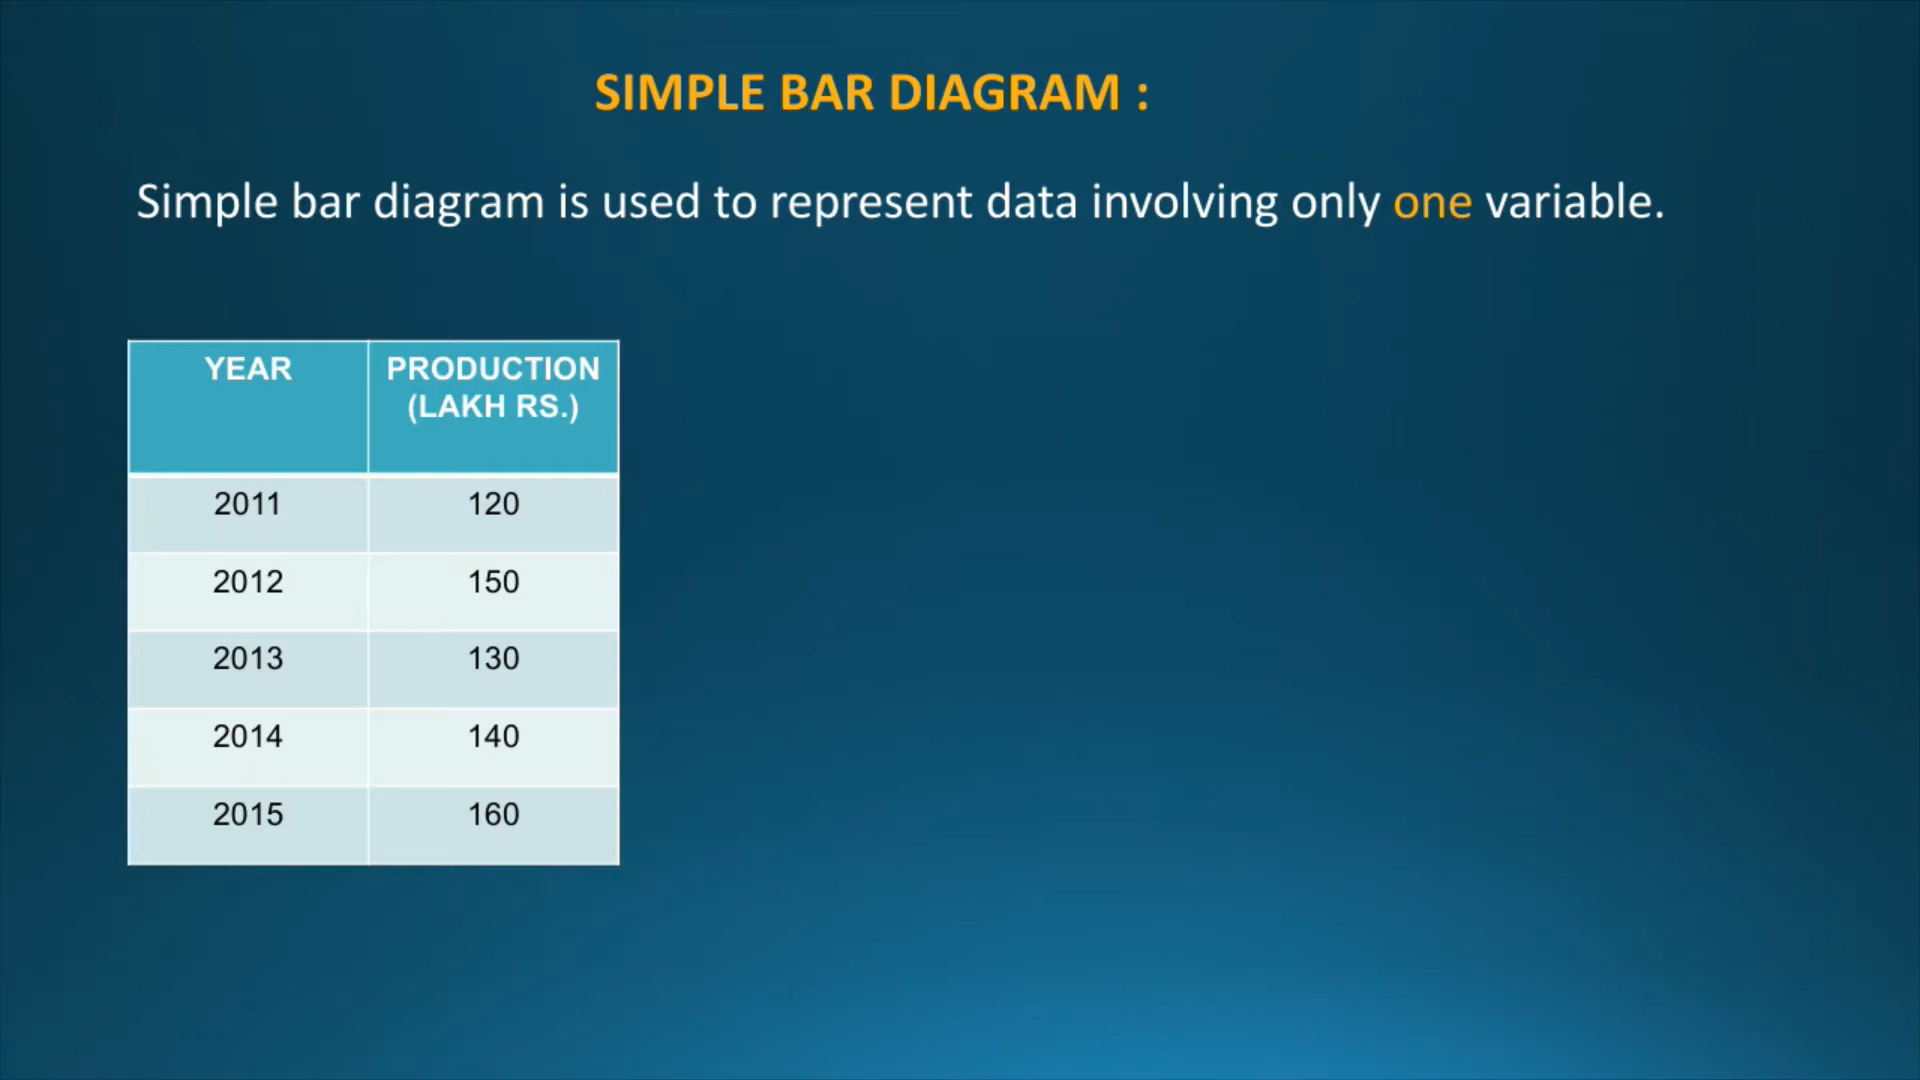 SIMPLE BAR DIAGRAM :
Simple bar diagram is used to represent data involving only one variable.
YEAR PRODUCTION
(LAKH RS.)
2011 120
2012 150
2013 130
2014 140
2015 160